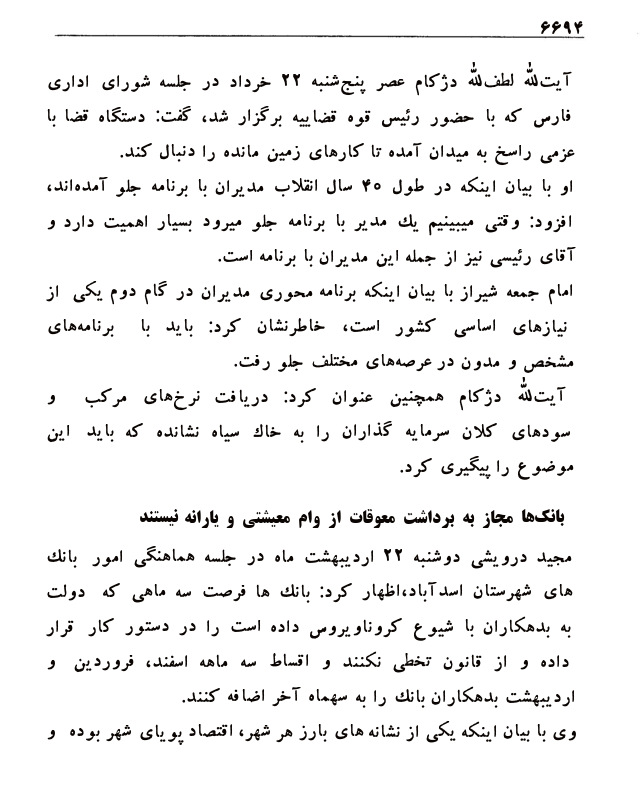 ۶۶۹۴
آیت‌الله لطف‌الله دژکام عصر پنج‌شنبه ۲۲ خرداد در جلسه شورای اداری
فارس که با حضور رئیس قوه قضاییه برگزار شد، گفت: دستگاه قضا با
عزمی راسخ به میدان آمده تا کارهای زمین مانده را دنبال کند.
او با بیان اینکه در طول ۴۰ سال انقلاب مدیران با برنامه جلو آمده‌اند،
افزود: وقتی میبینیم یك مدیر با برنامه جلو میرود بسیار اهمیت دارد و
آقای رئیسی نیز از جمله این مدیران با برنامه است.
امام جمعه شیراز با بیان اینکه برنامه محوری مدیران در گام دوم یکی از
نیازهای اساسی کشور است، خاطرنشان کرد: باید با برنامه‌های
مشخص و مدون در عرصه‌های مختلف جلو رفت.
آیت‌الله دژکام همچنین عنوان کرد: دریافت نرخ‌های مرکب و
سودهای کلان سرمایه گذاران را به خاك سیاه نشانده که باید این
موضوع را پیگیری کرد.
بانک‌ها مجاز به برداشت معوقات از وام معیشتی و یارانه نیستند
مجید درویشی دوشنبه ۲۲ اردیبهشت ماه در جلسه هماهنگی امور بانك
های شهرستان اسدآباد،اظهار کرد: بانك ها فرصت سه ماهی که دولت
به بدهکاران با شیوع کروناویروس داده است را در دستور کار قرار
داده و از قانون تخطی نکنند و اقساط سه ماهه اسفند، فروردین و
اردیبهشت بدهکاران بانك را به سهماه آخر اضافه کنند.
وی با بیان اینکه یکی از نشانه های بارز هر شهر، اقتصاد پویای شهر بوده و